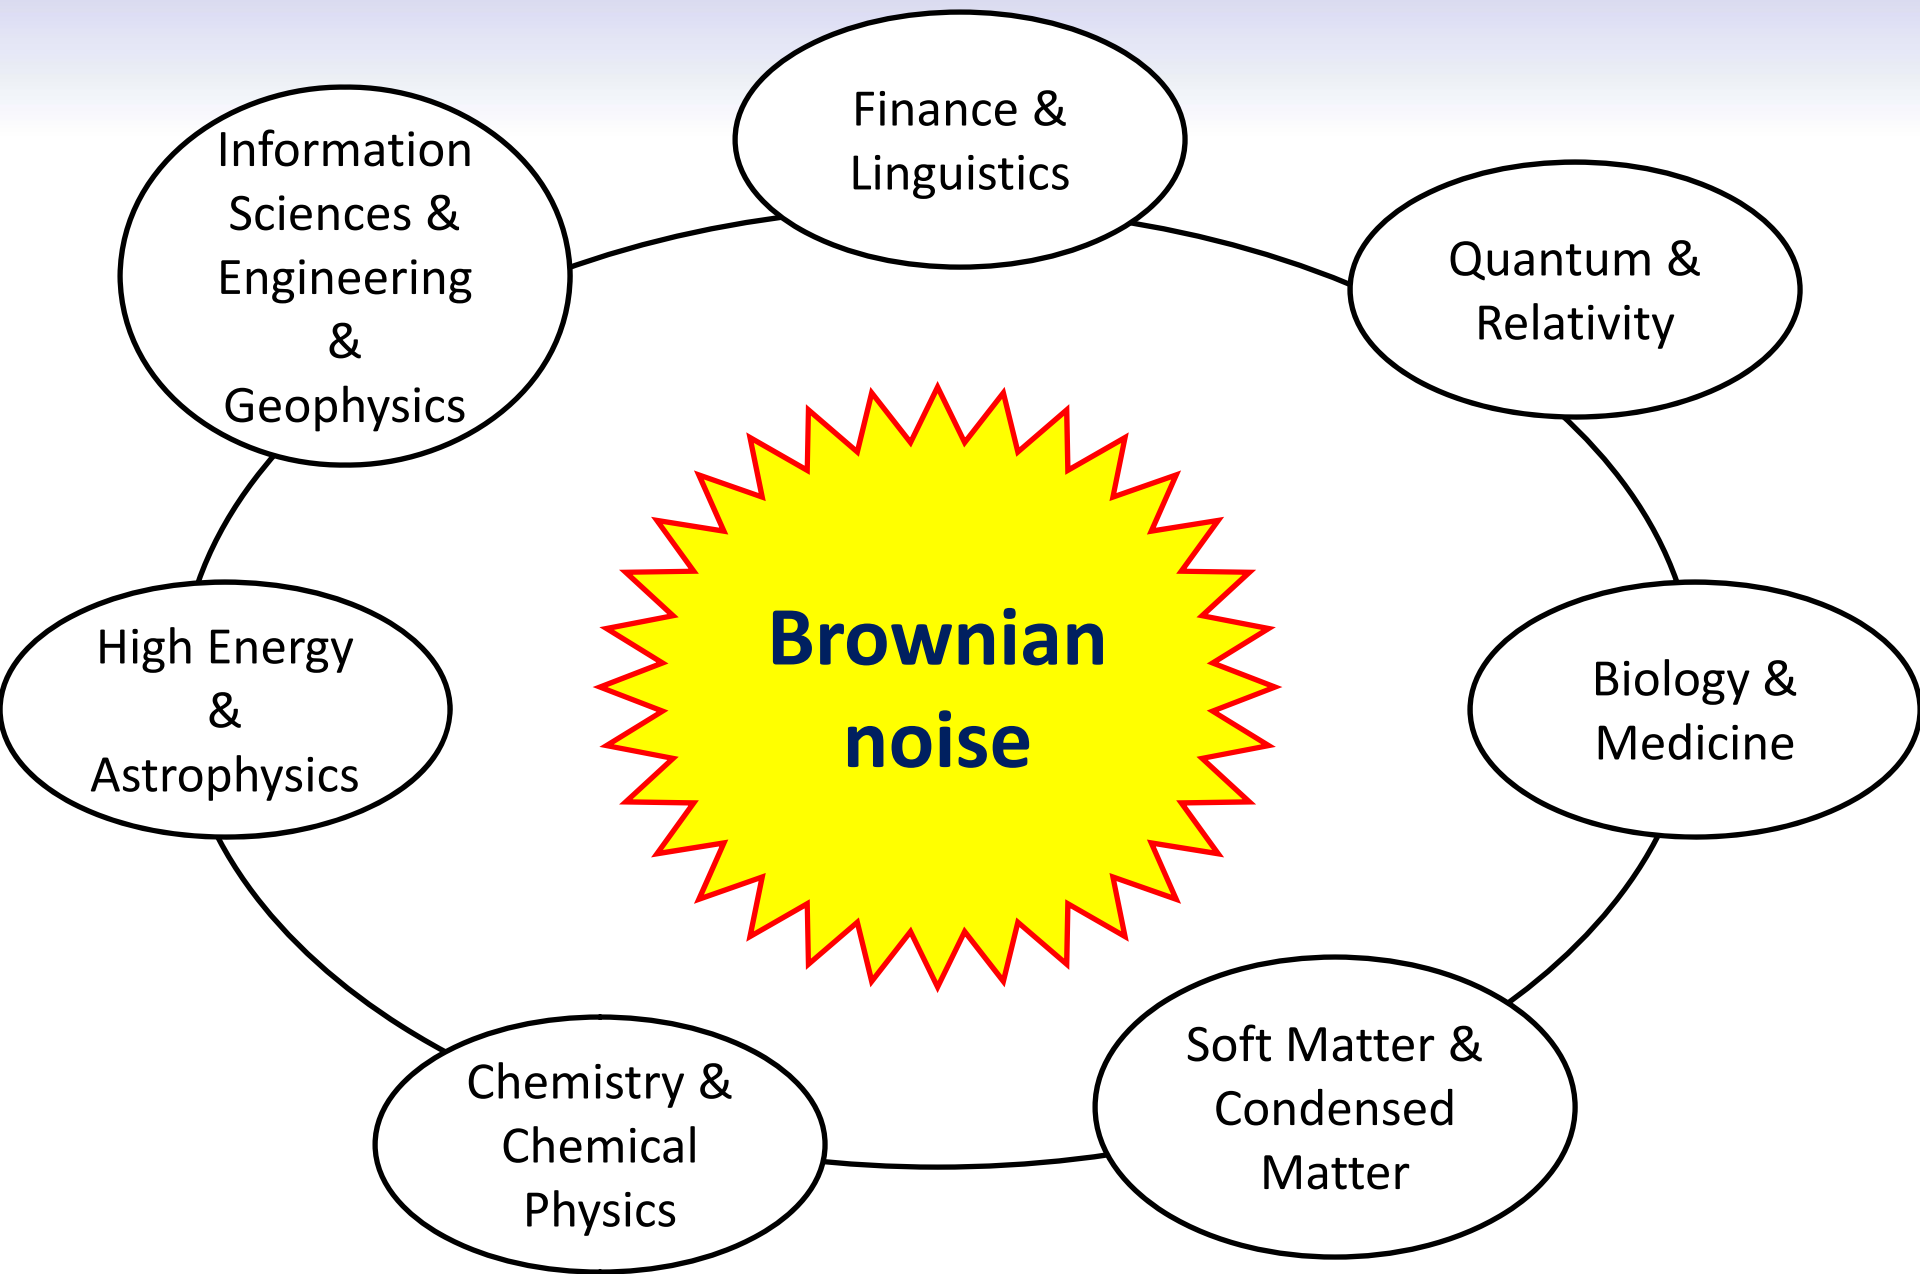 Finance &
Linguistics
Information
Sciences &
Engineering
&
Geophysics
Quantum &
Relativity
Brownian
noise
High Energy
&
Astrophysics
Biology &
Medicine
Soft Matter &
Condensed
Matter
Chemistry &
Chemical
Physics